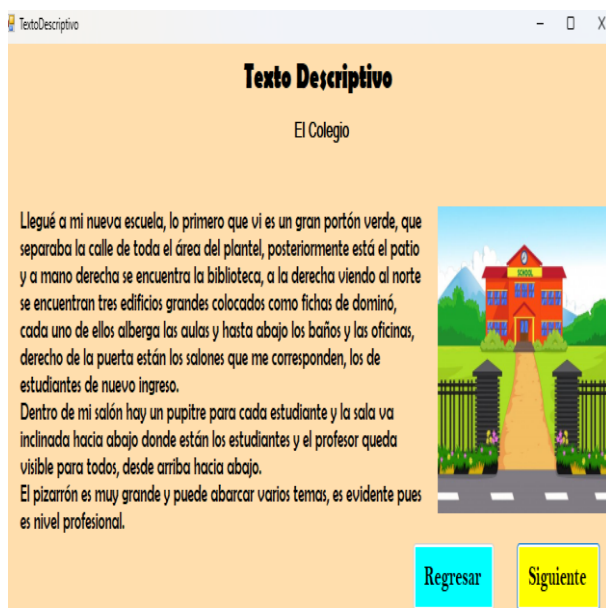 TextoDescriptivo
Texto Descriptivo
El Colegio
Llegué a mi nueva escuela, lo primero que vi es un gran portón verde, que
separaba la calle de toda el área del plantel, posteriormente está el patio
y a mano derecha se encuentra la biblioteca, a la derecha viendo al norte
se encuentran tres edificios grandes colocados como fichas de dominó,
cada uno de ellos alberga las aulas y hasta abajo los baños y las oficinas,
derecho de la puerta están los salones que me corresponden, los de
estudiantes de nuevo ingreso.
Dentro de mi salón hay un pupitre para cada estudiante y la sala va
inclinada hacia abajo donde están los estudiantes y el profesor queda
visible para todos, desde arriba hacia abajo.
El pizarrón es muy grande y puede abarcar varios temas, es evidente pues
es nivel profesional.
SCHOOL
Regresar
Siguiente